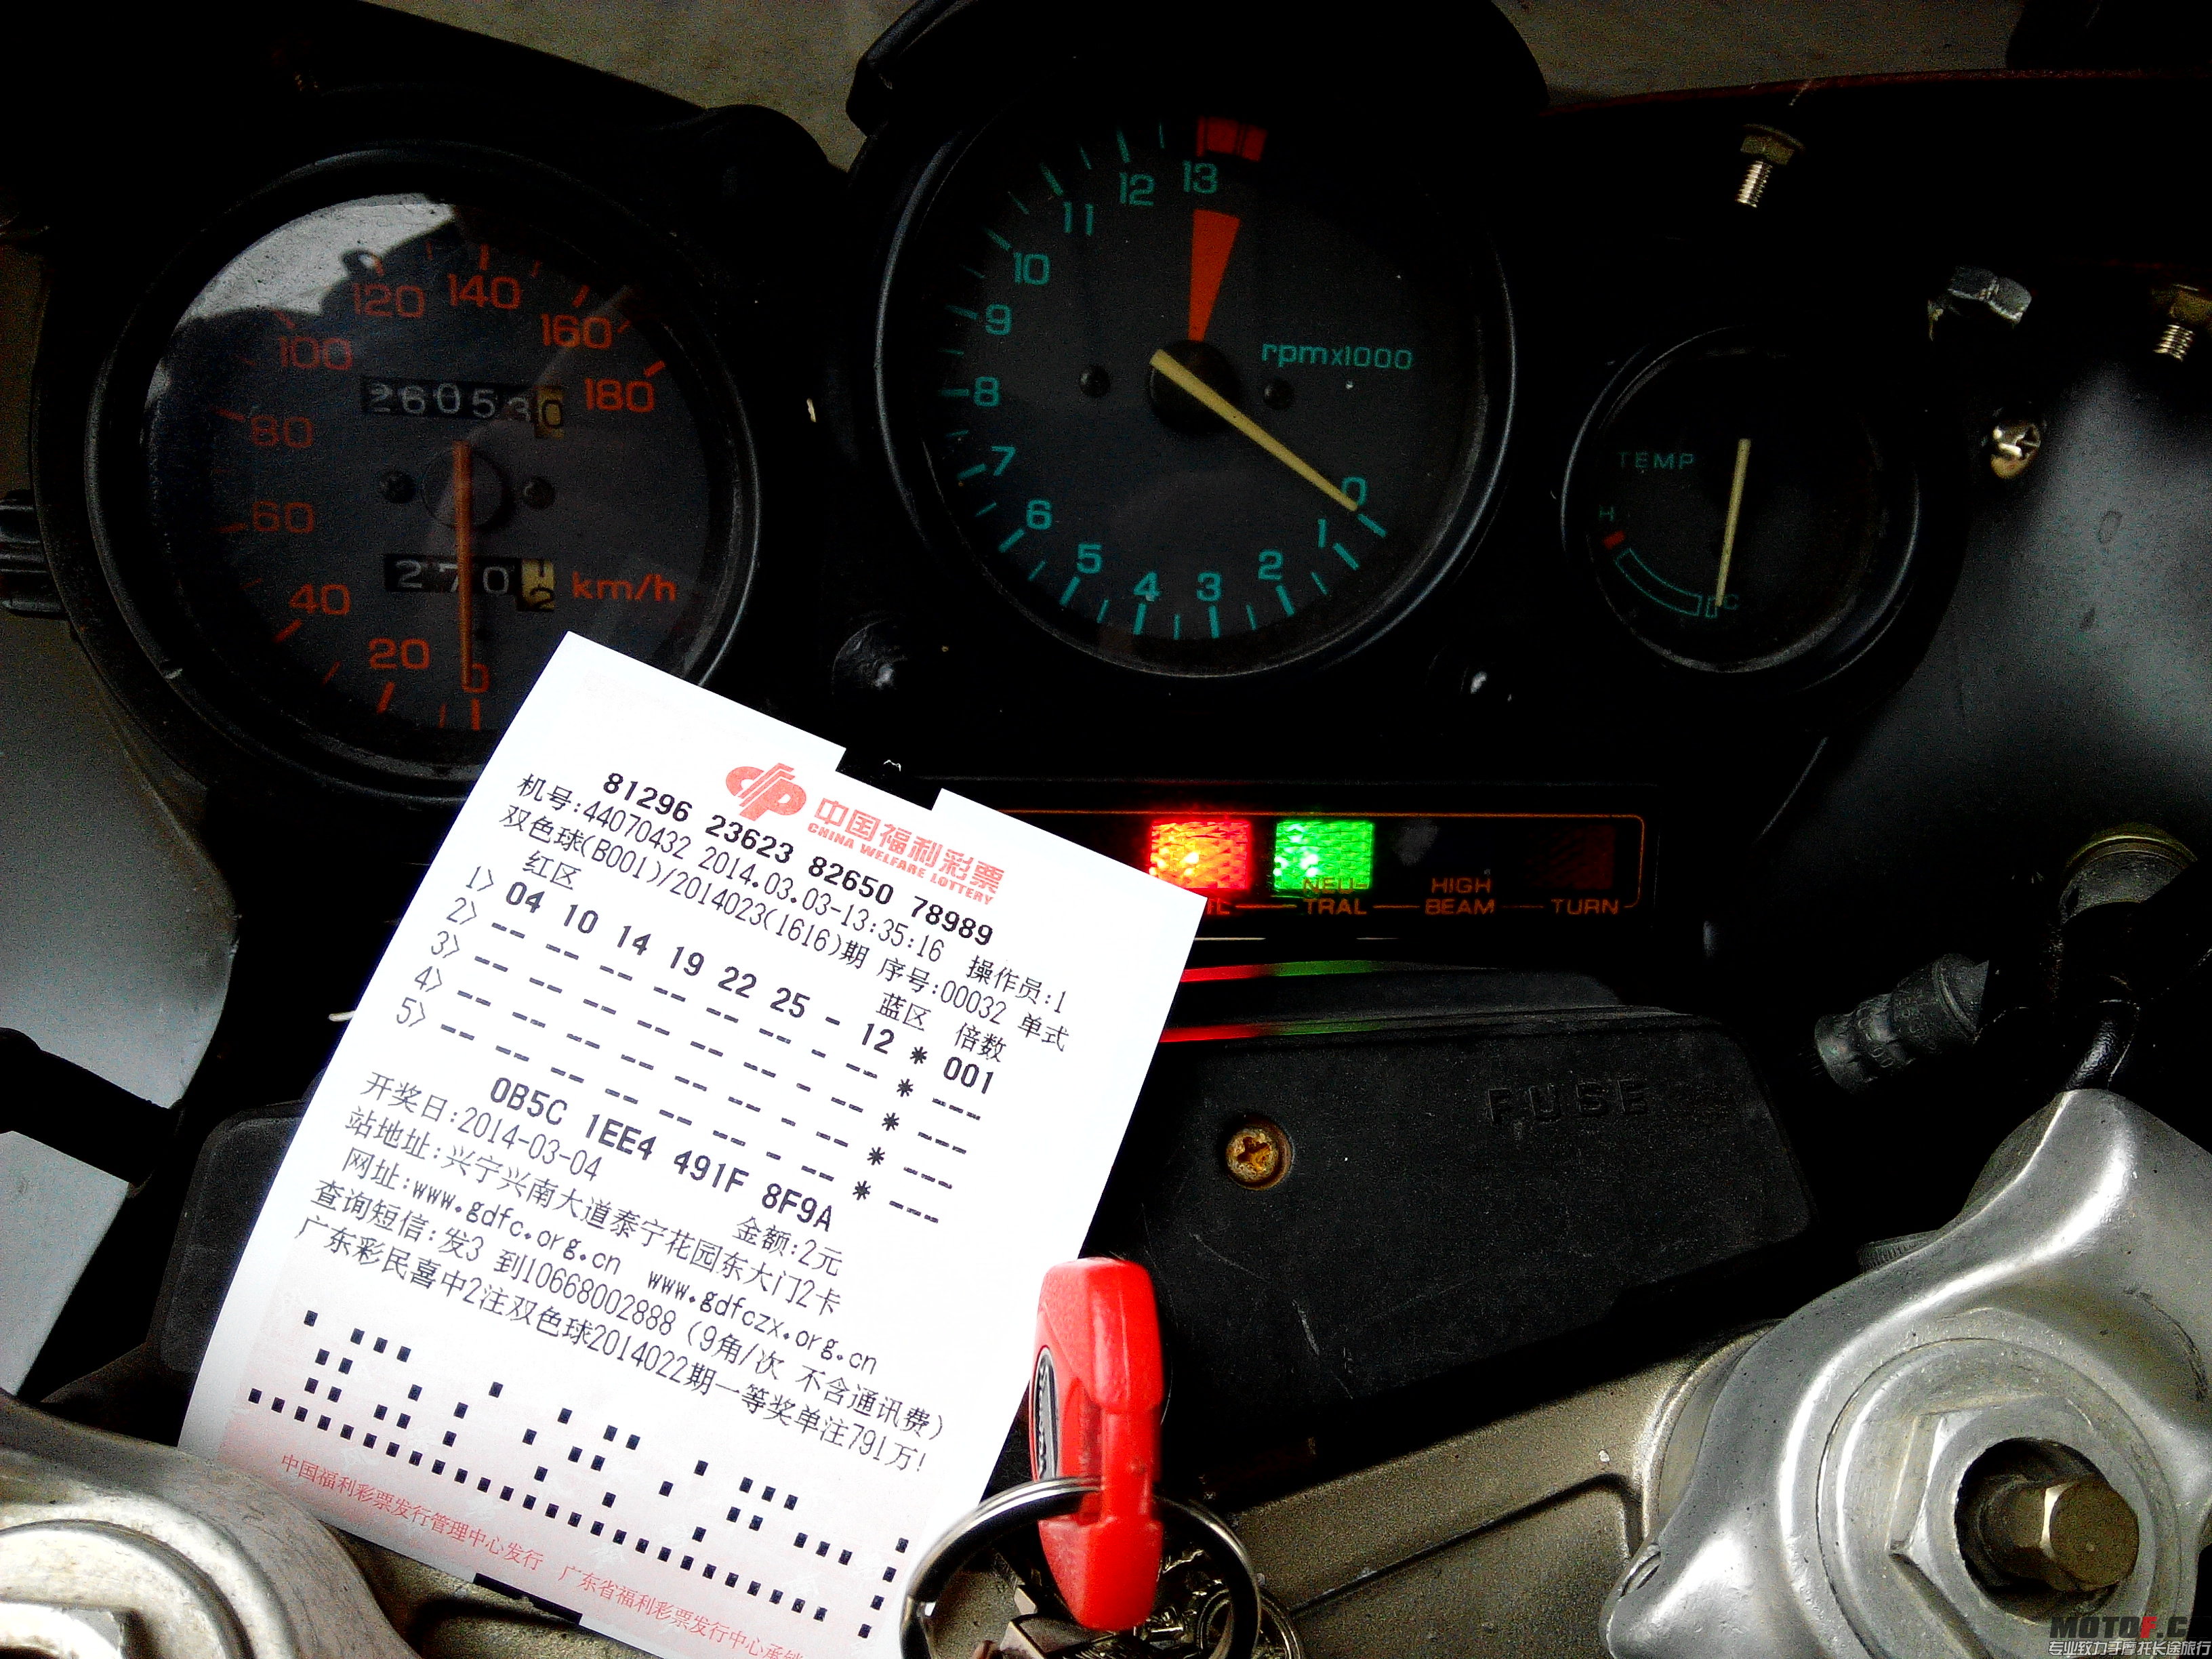 13
12
11
10
9
8
7
6
5
4
3
2
1
0
rpmx1000
180
160
140
120
100
80
60
40
20
0
260530
270
km/h
TEMP
H
C
NEU-
TRAL
HIGH
BEAM
TURN
FUSE
中国福利彩票
CHINA WELFARE LOTTERY
81296 23623 82650 78989
机号:44070432 2014.03.03-13:35:16 操作员:1
双色球(B001)/2014023(1616)期 序号:00032 单式
红区 蓝区 倍数
1> 04 10 14 19 22 25 - 12 * 001
2> -- -- -- -- -- -- - -- * ---
3> -- -- -- -- -- -- - -- * ---
4> -- -- -- -- -- -- - -- * ---
5> -- -- -- -- -- -- - -- * ---
0B5C 1EE4 491F 8F9A
开奖日:2014-03-04 金额:2元
站地址:兴宁兴南大道泰宁花园东大门2卡
网址:www.gdfc.org.cn www.gdfczx.org.cn
查询短信:发3 到10668002888 (9角/次 不含通讯费)
广东彩民喜中2注双色球2014022期一等奖单注791万!
中国福利彩票发行管理中心发行 广东省福利彩票发行中心承销
MOTOF.C
专业致力于摩托长途旅行